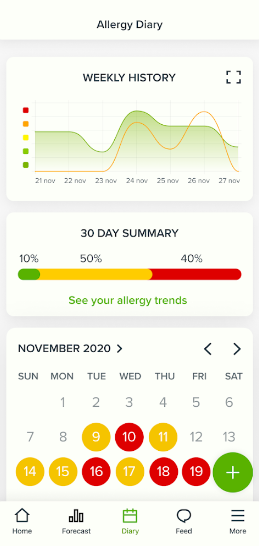 Allergy Diary
WEEKLY HISTORY
21 nov 22 nov 23 nov 24 nov 25 nov 26 nov 27 nov
30 DAY SUMMARY
10% 50% 40%
See your allergy trends
NOVEMBER 2020
SUN MON TUE WED THU FRI SAT
1 2 3 4 5 6
7 8 9 10 11 12 13
14 15 16 17 18 19
Home Forecast Diary Feed More